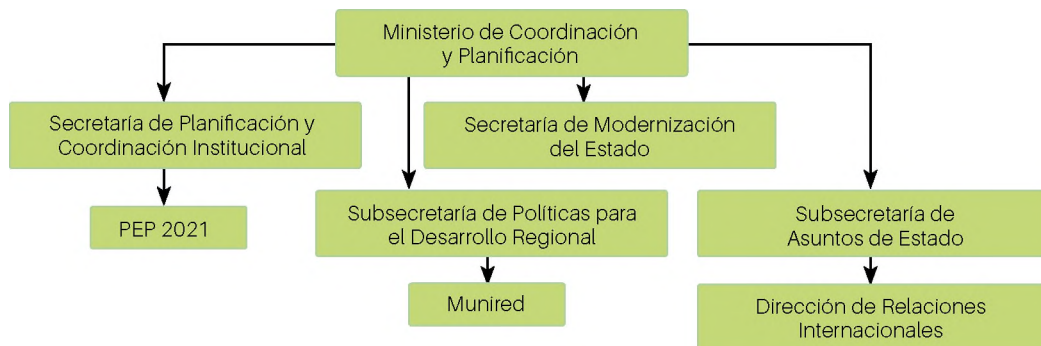 Ministerio de Coordinación
y Planificación
Secretaría de Planificación y
Coordinación Institucional
Secretaría de Modernización
del Estado
PEP 2021
Subsecretaría de Políticas para
el Desarrollo Regional
Subsecretaría de
Asuntos de Estado
Munired
Dirección de Relaciones
Internacionales